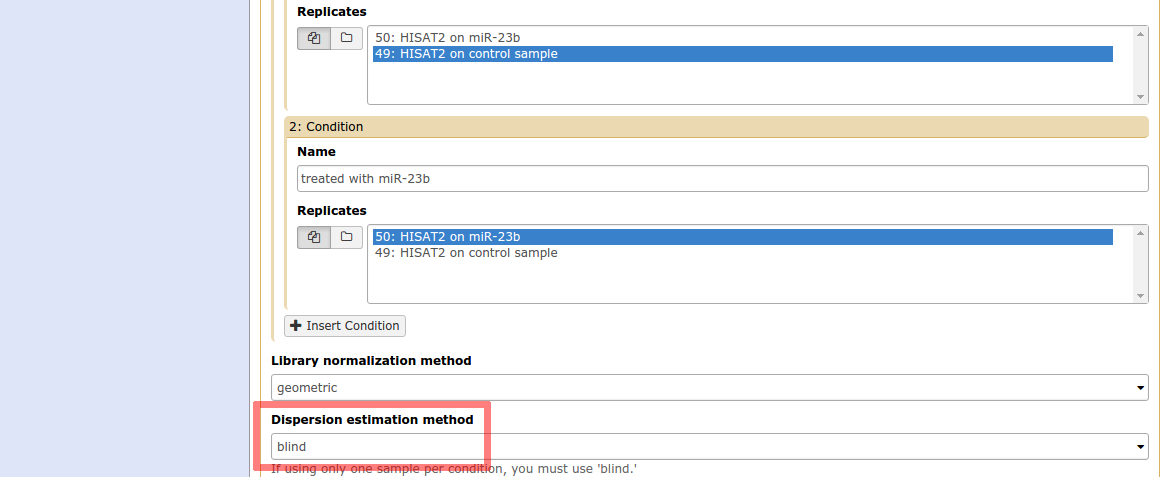 Replicates
50: HISAT2 on miR-23b
49: HISAT2 on control sample
2: Condition
Name
treated with miR-23b
Replicates
50: HISAT2 on miR-23b
49: HISAT2 on control sample
Insert Condition
Library normalization method
geometric
Dispersion estimation method
blind
If using only one sample per condition, you must use 'blind.'